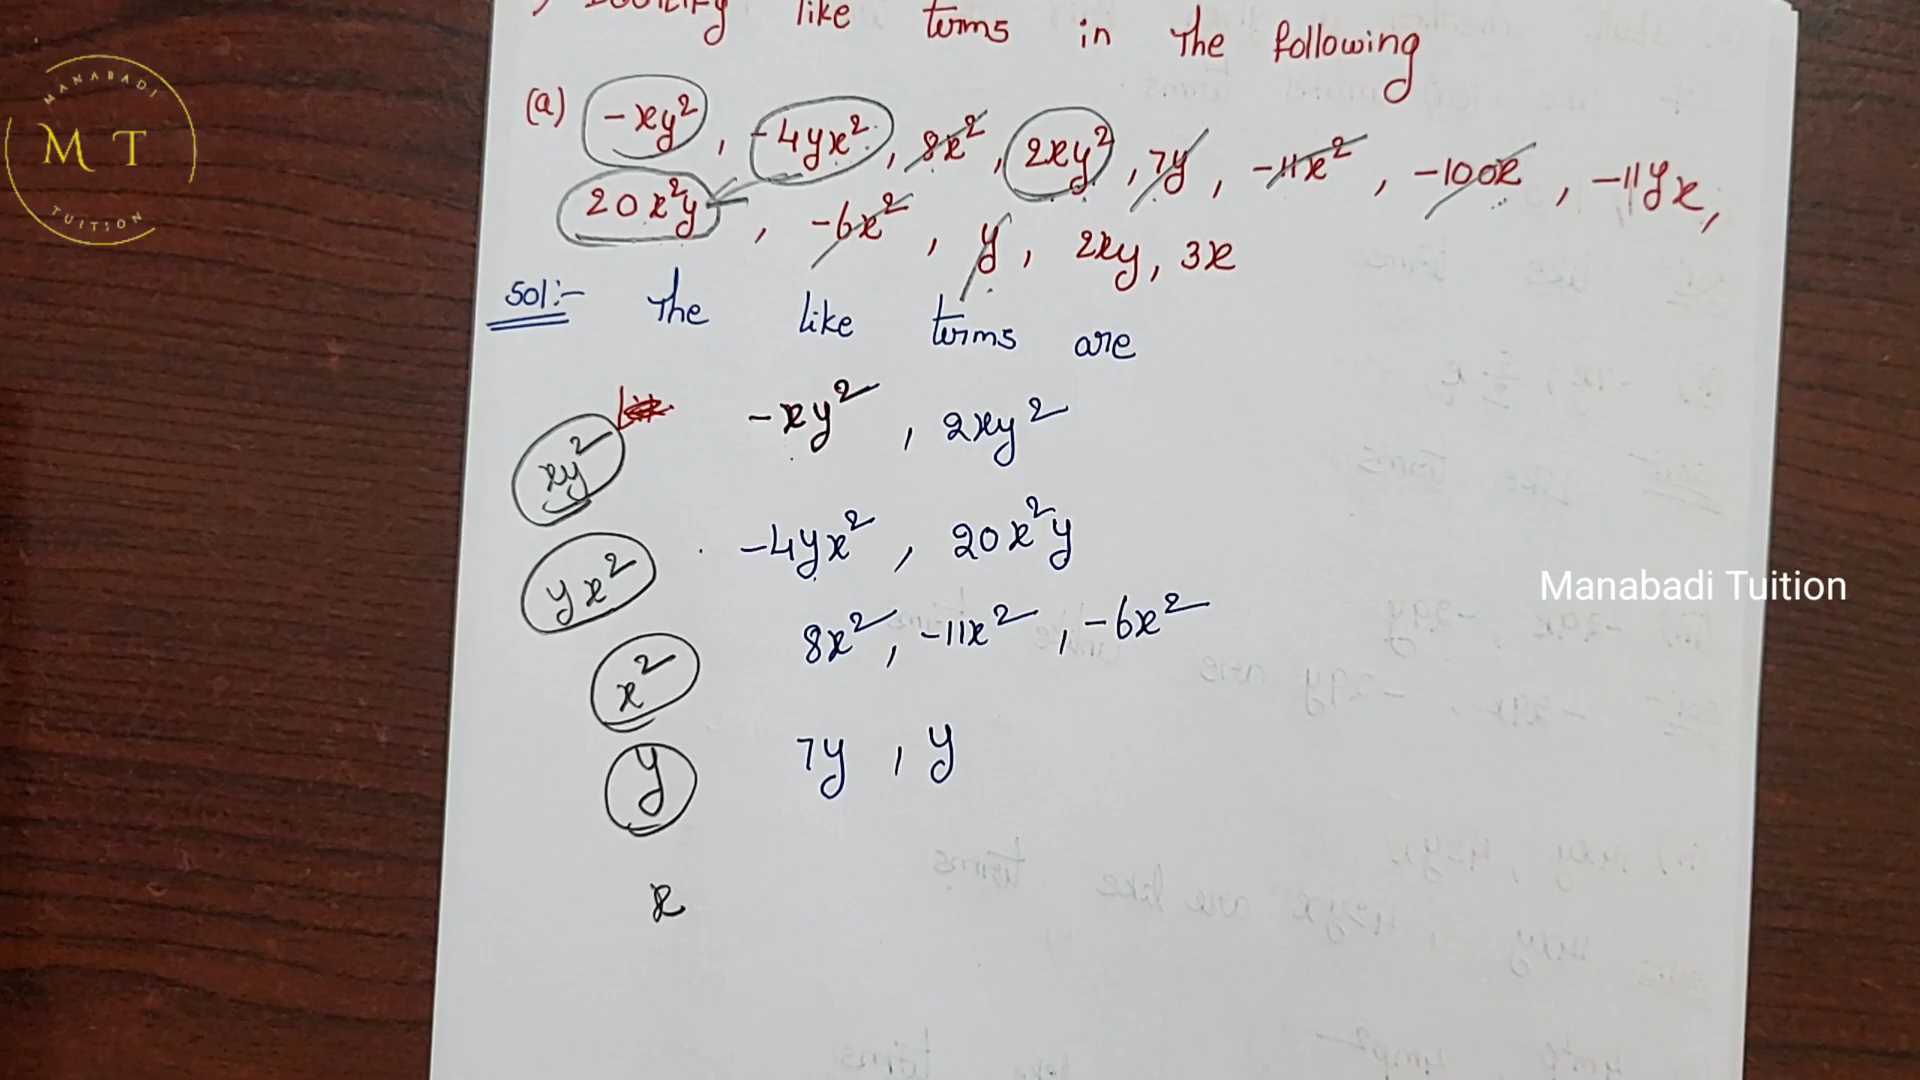 like terms in the following
(a) -xy², -4yx², 8x², 2xy², 7y, -11x², -100x, -11yx,
20x²y, -6x², y, 2xy, 3x
Sol:- The like terms are
xy² -xy², 2xy²
yx² -4yx², 20x²y
x² 8x², -11x², -6x²
y 7y, y
x
MANABADI
MT
TUITION
Manabadi Tuition